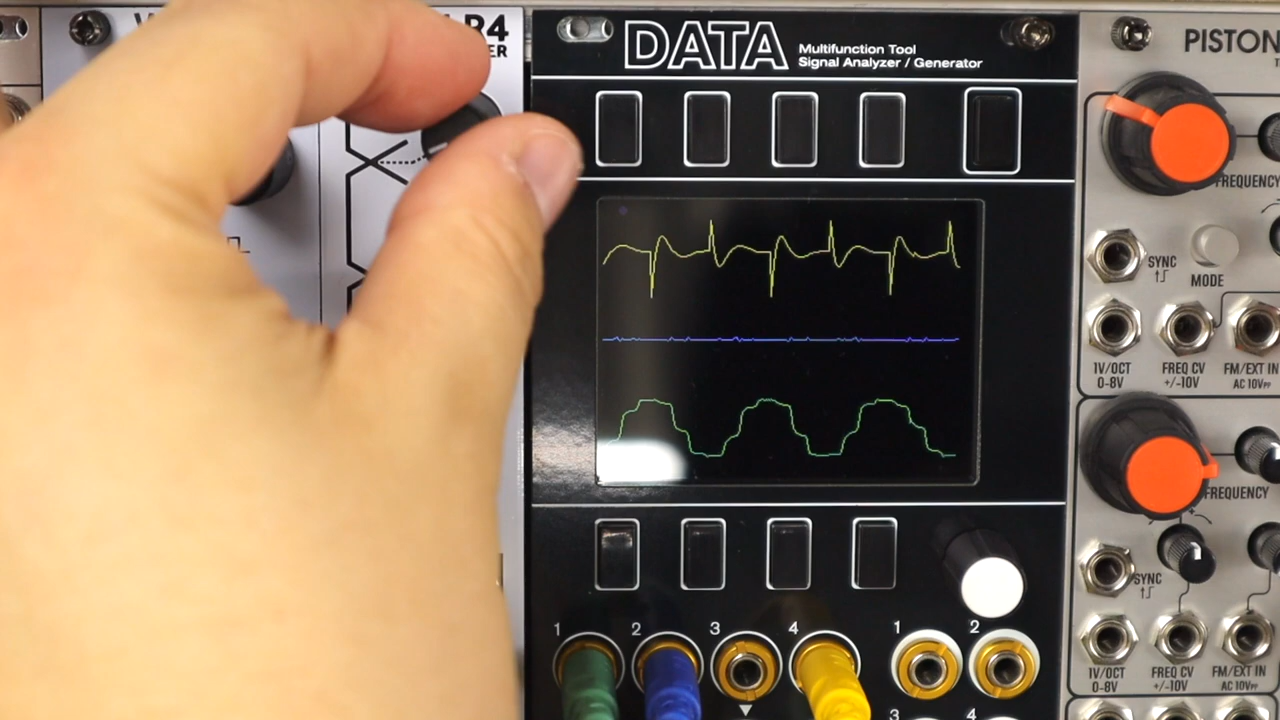 R4
ER
DATA
Multifunction Tool
Signal Analyzer / Generator
PISTON
FREQUENCY
SYNC
MODE
1V/OCT
0-8V
FREQ CV
+/-10V
FM/EXT IN
AC 10Vpp
FREQUENCY
SYNC
1V/OCT
0-8V
FREQ CV
+/-10V
FM/EXT IN
AC 10Vpp
1 2 3 4 1 2
3 4